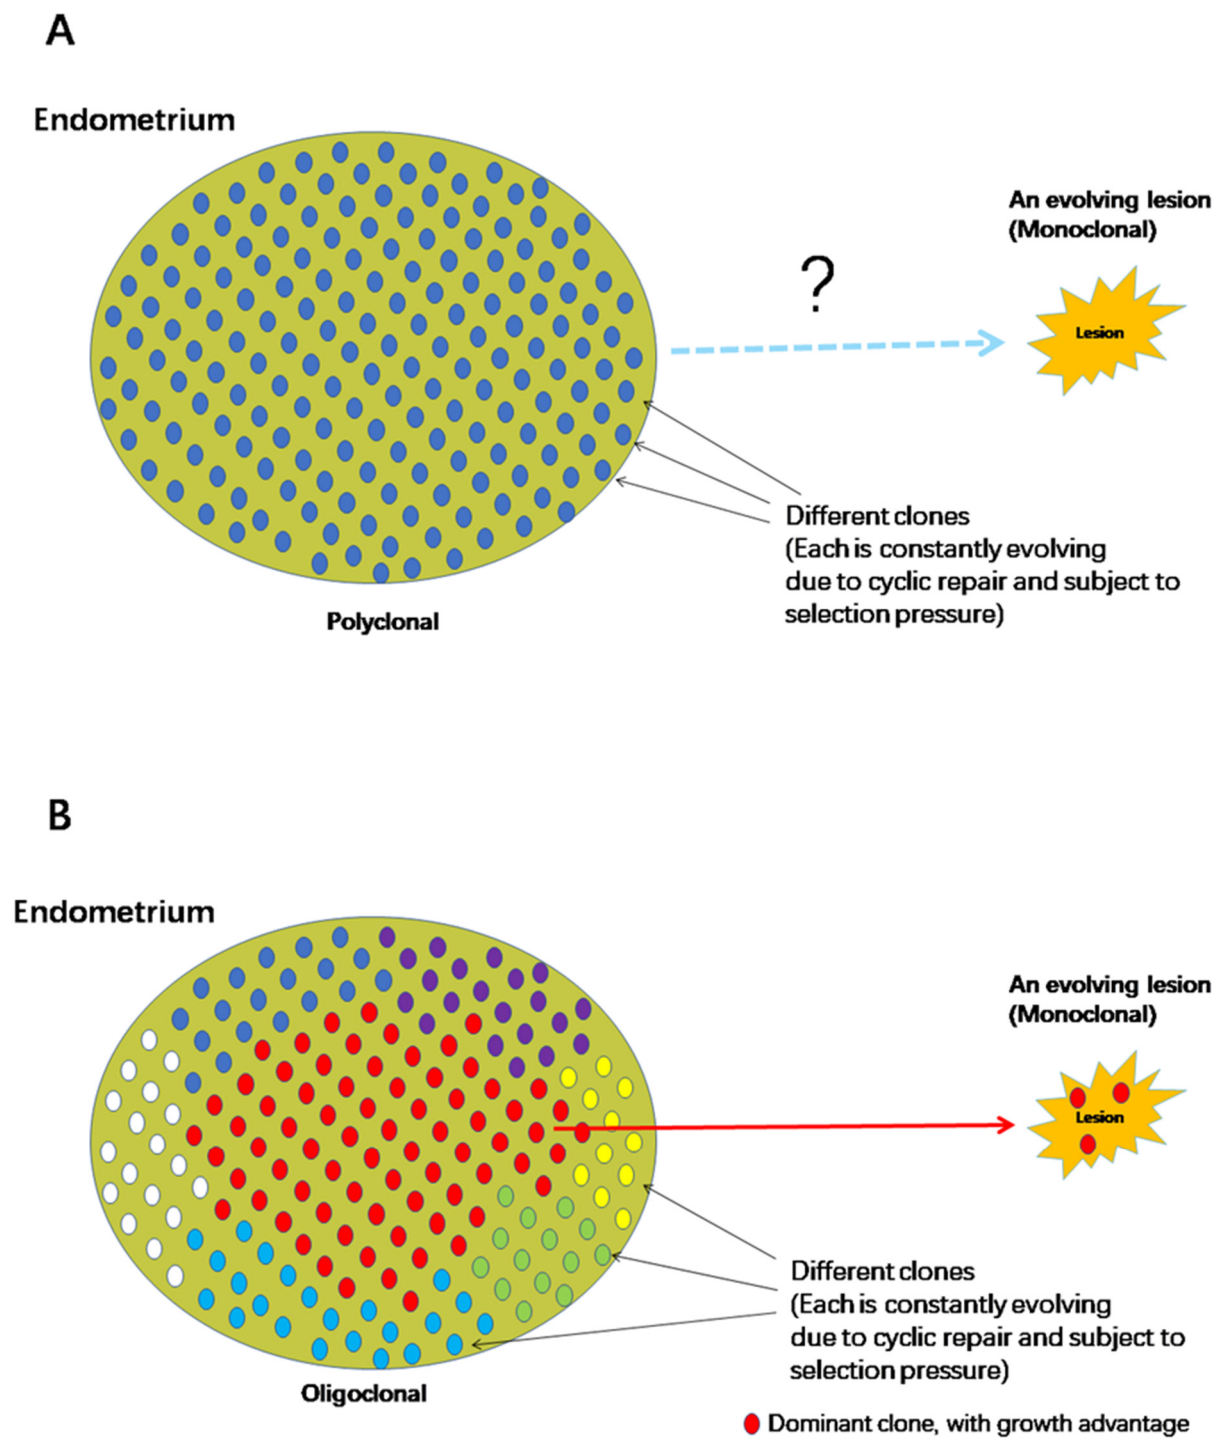 A
Endometrium
An evolving lesion
(Monoclonal)
?
Lesion
Different clones
(Each is constantly evolving
due to cyclic repair and subject to
selection pressure)
Polyclonal
B
Endometrium
An evolving lesion
(Monoclonal)
Lesion
Different clones
(Each is constantly evolving
due to cyclic repair and subject to
selection pressure)
Oligoclonal
Dominant clone, with growth advantage